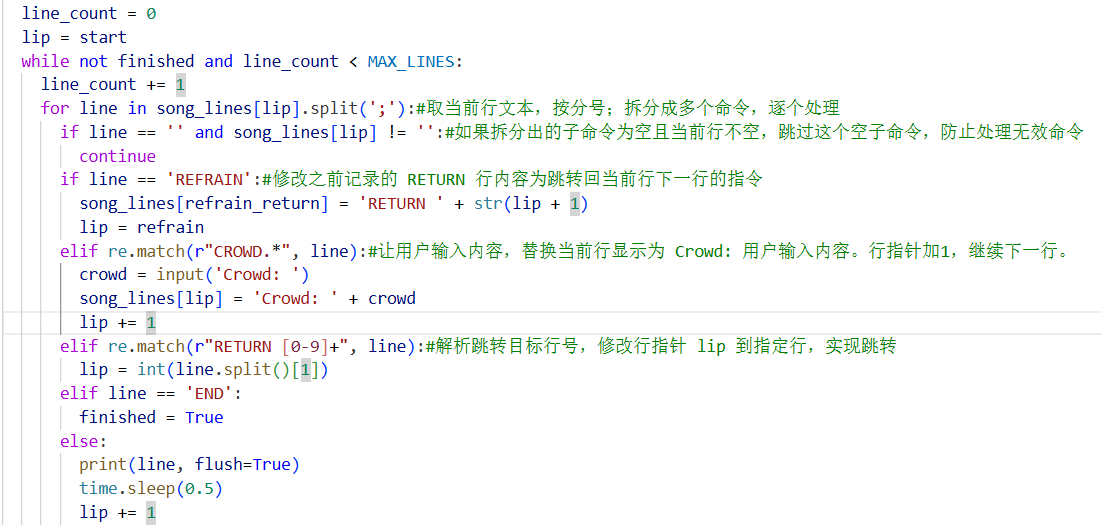 line_count = 0
lip = start
while not finished and line_count < MAX_LINES:
  line_count += 1
  for line in song_lines[lip].split(';'):#取当前行文本，按分号；拆分成多个命令，逐个处理
    if line == '' and song_lines[lip] != '':#如果拆分出的子命令为空且当前行不空，跳过这个空子命令，防止处理无效命令
      continue
    if line == 'REFRAIN':#修改之前记录的 RETURN 行内容为跳转回当前行下一行的指令
      song_lines[refrain_return] = 'RETURN ' + str(lip + 1)
      lip = refrain
    elif re.match(r"CROWD.*", line):#让用户输入内容，替换当前行显示为 Crowd: 用户输入内容。行指针加1，继续下一行。
      crowd = input('Crowd: ')
      song_lines[lip] = 'Crowd: ' + crowd
      lip += 1
    elif re.match(r"RETURN [0-9]+", line):#解析跳转目标行号，修改行指针 lip 到指定行，实现跳转
      lip = int(line.split()[1])
    elif line == 'END':
      finished = True
    else:
      print(line, flush=True)
      time.sleep(0.5)
      lip += 1